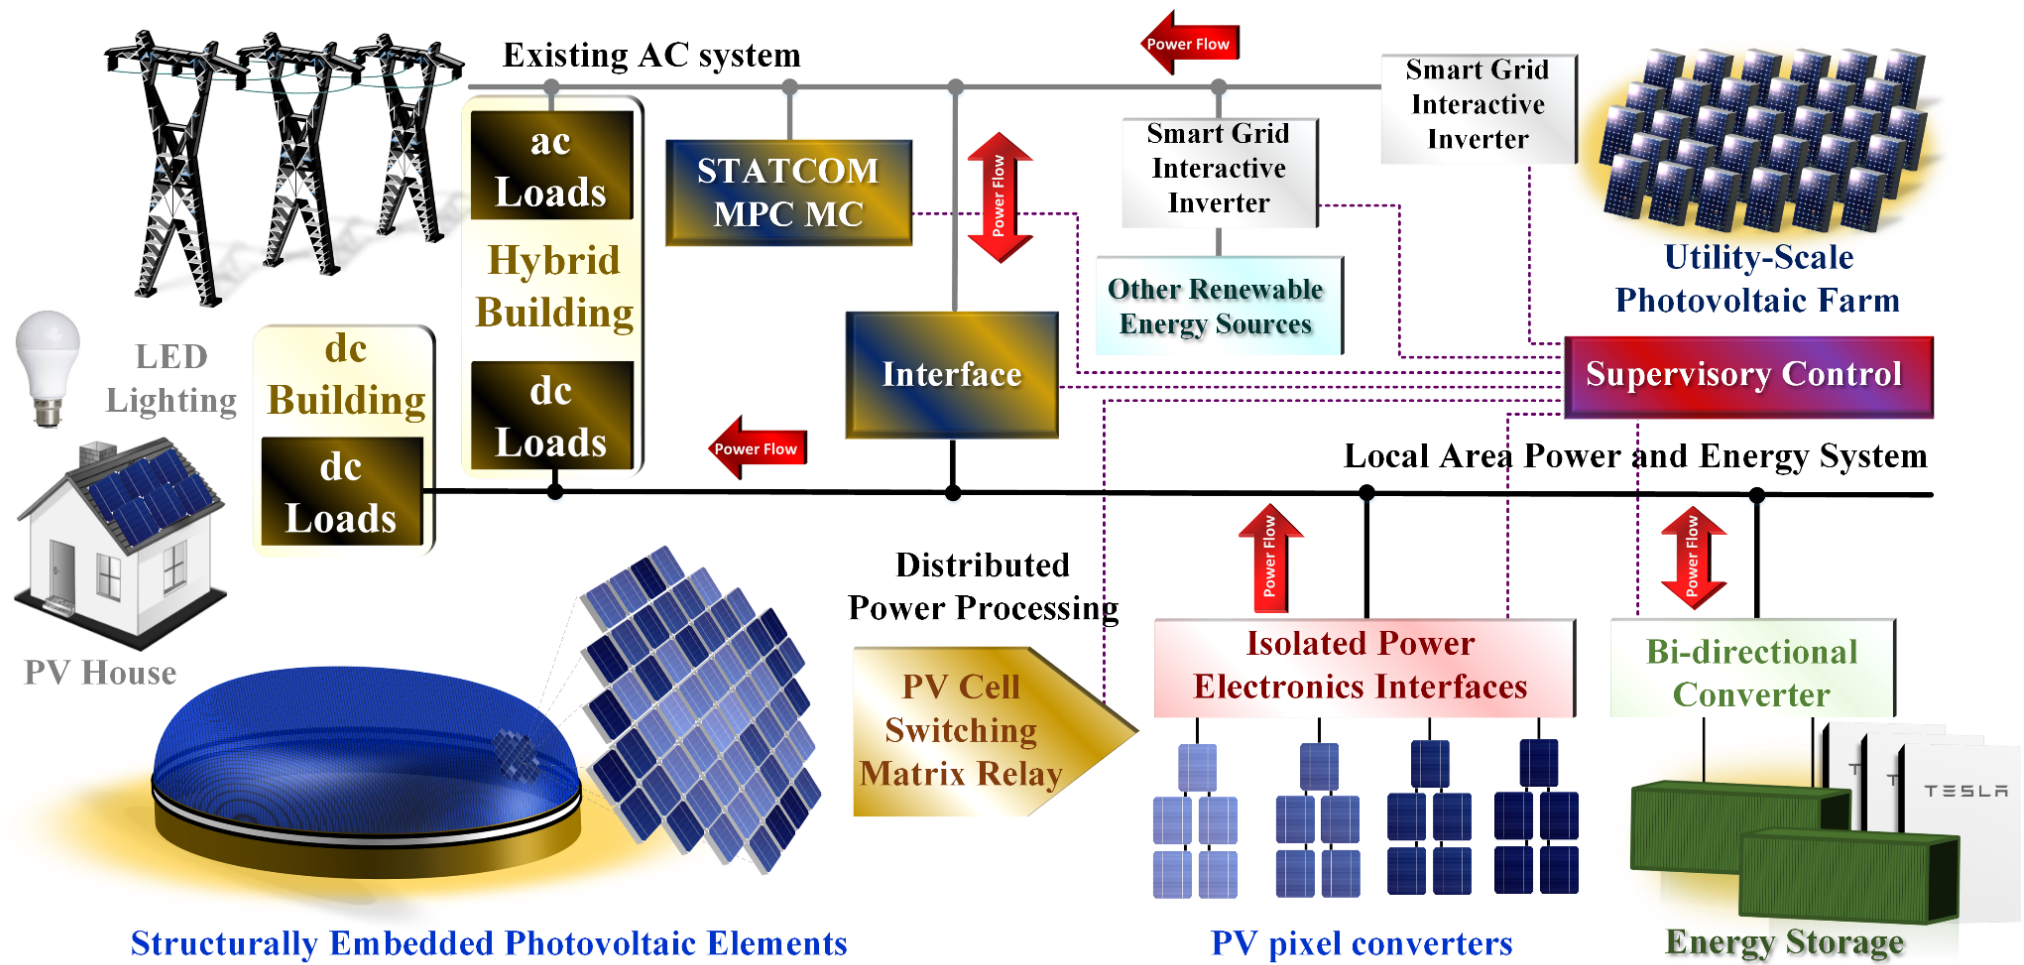 Existing AC system
Power Flow
Smart Grid
Interactive
Inverter
ac
Loads
STATCOM
MPC MC
Power Flow
Smart Grid
Interactive
Inverter
Utility-Scale
Photovoltaic Farm
Hybrid
Building
Other Renewable
Energy Sources
LED
Lighting
dc
Building
dc
Loads
Interface
Supervisory Control
Power Flow
dc
Loads
Local Area Power and Energy System
Power Flow
Power Flow
Distributed
Power Processing
PV House
PV Cell
Switching
Matrix Relay
Isolated Power
Electronics Interfaces
Bi-directional
Converter
T
T
TESLA
Structurally Embedded Photovoltaic Elements
PV pixel converters
Energy Storage